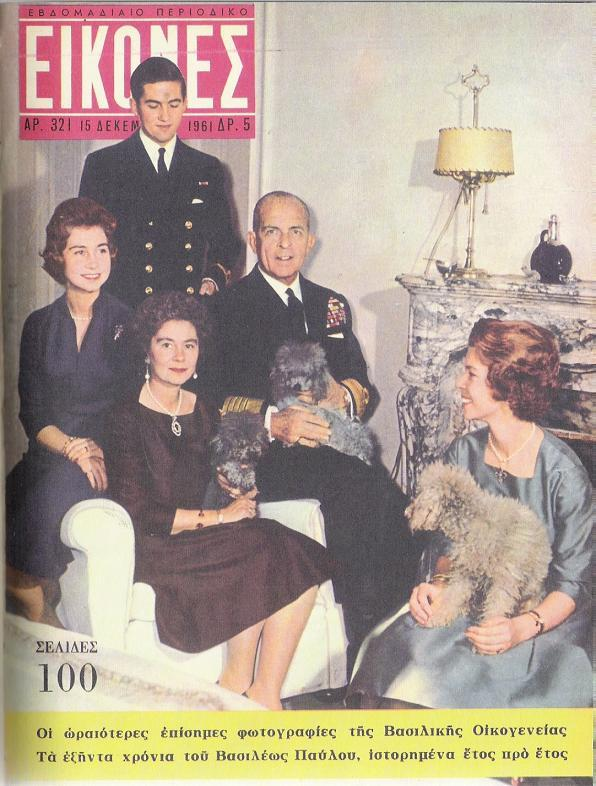 ΕΒΔΟΜΑΔΙΑΙΟ ΠΕΡΙΟΔΙΚΟ
ΕΙΚΟΝΕΣ
ΑΡ. 321 15 ΔΕΚΕΜ 1961 ΔΡ. 5
ΣΕΛΙΔΕΣ
100
Οἱ ὡραιότερες ἐπίσημες φωτογραφίες τῆς Βασιλικῆς Οἰκογενείας
Τὰ ἑξῆντα χρόνια τοῦ Βασιλέως Παύλου, ἱστορημένα ἔτος πρὸ ἔτος